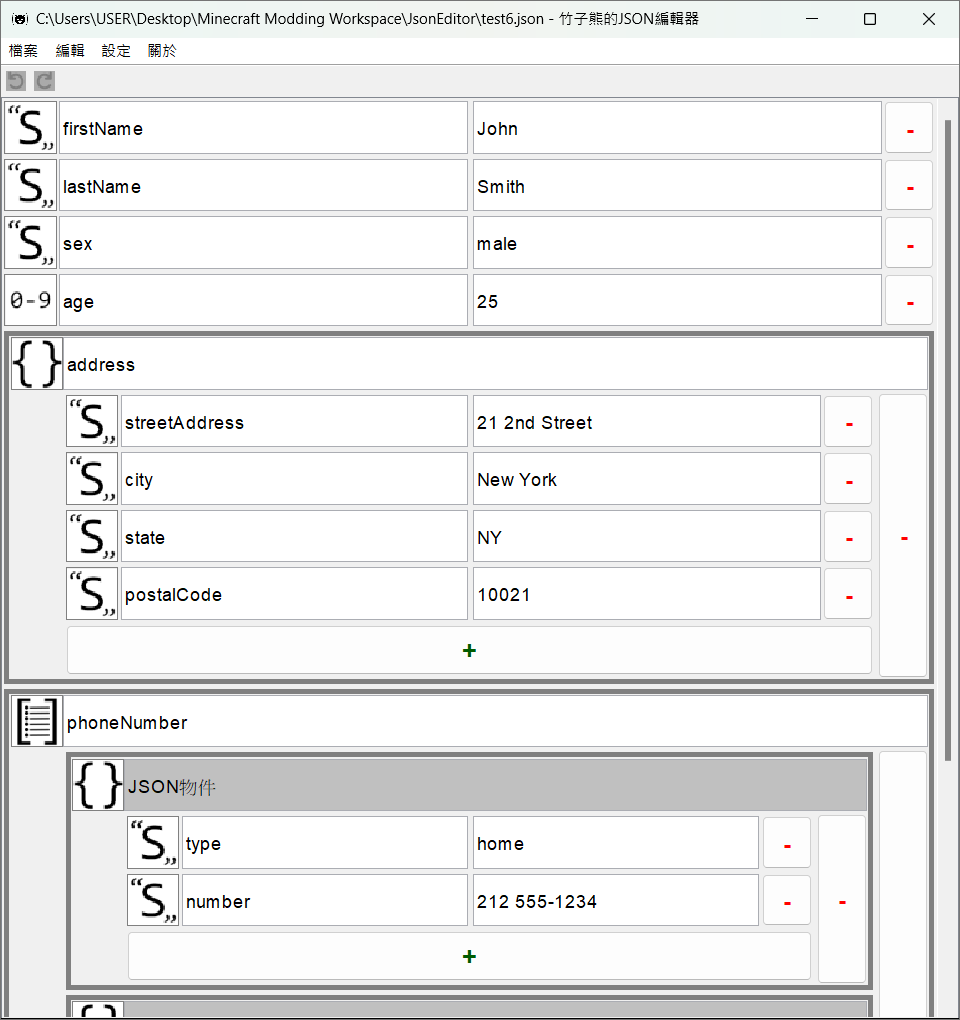 C:\Users\USER\Desktop\Minecraft Modding Workspace\JsonEditor\test6.json - 竹子熊的JSON編輯器
檔案 編輯 設定 關於
“S„ firstName John -
“S„ lastName Smith -
“S„ sex male -
0-9 age 25 -
{} address
“S„ streetAddress 21 2nd Street -
“S„ city New York -
“S„ state NY - -
“S„ postalCode 10021 -
+
[] phoneNumber
{} JSON物件
“S„ type home -
“S„ number 212 555-1234 - -
+